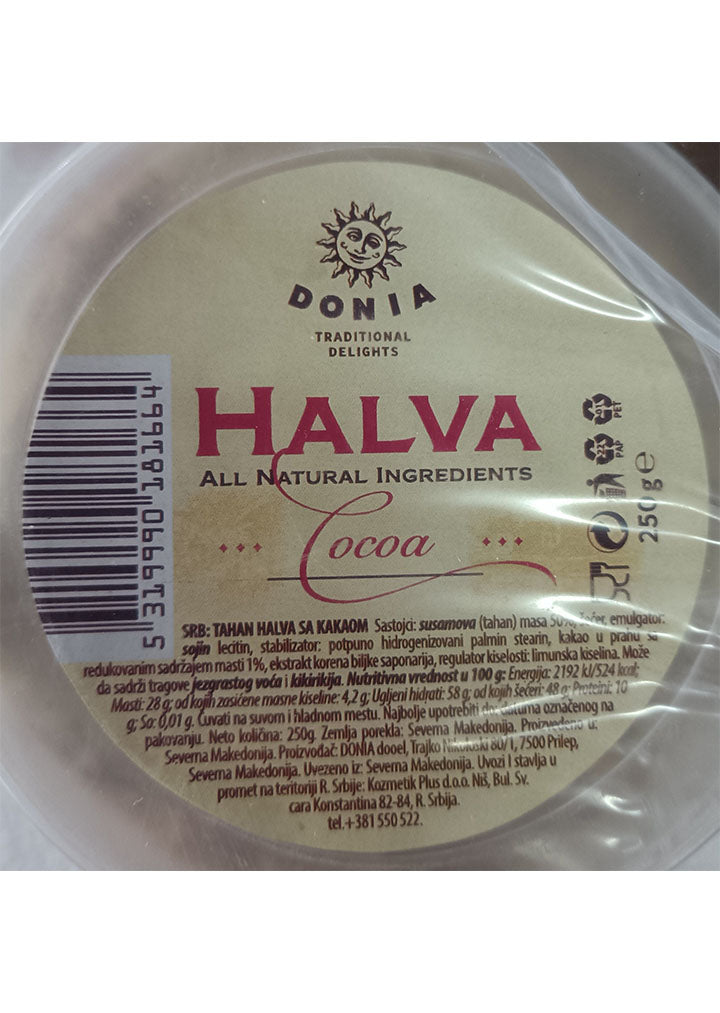 DONIA
TRADITIONAL
DELIGHTS
HALVA
ALL NATURAL INGREDIENTS
Cocoa
5 319990 181664
PET
PAP
250g e
SRB: TAHAN HALVA SA KAKAOM Sastojci: susamova (tahan) masa 50%, šećer, emulgator:
sojin lecitin, stabilizator: potpuno hidrogenizovani palmin stearin, kakao u prahu sa
redukovanim sadržajem masti 1%, ekstrakt korena biljke saponarija, regulator kiselosti: limunska kiselina. Može
da sadrži tragove jezgrastog voća i kikirikija. Nutritivna vrednost u 100 g: Energija: 2192 kJ/524 kcal;
Masti: 28 g; od kojih zasićene masne kiseline: 4,2 g; Ugljeni hidrati: 58 g; od kojih šećeri: 48 g; Proteini: 10
g; So: 0,01 g. Čuvati na suvom i hladnom mestu. Najbolje upotrebiti do: datuma označenog na
pakovanju. Neto količina: 250g. Zemlja porekla: Severna Makedonija. Proizvedeno u:
Severna Makedonija. Proizvođač: DONIA dooel, Trajko 80/1, 7500 Prilep,
Severna Makedonija. Uvezeno iz: Severna Makedonija. Uvozi I stavlja u
promet na teritoriji R. Srbije: Kozmetik Plus d.o.o. Niš, Bul. Sv.
cara Konstantina 82-84, R. Srbija.
tel.+381 550 522.